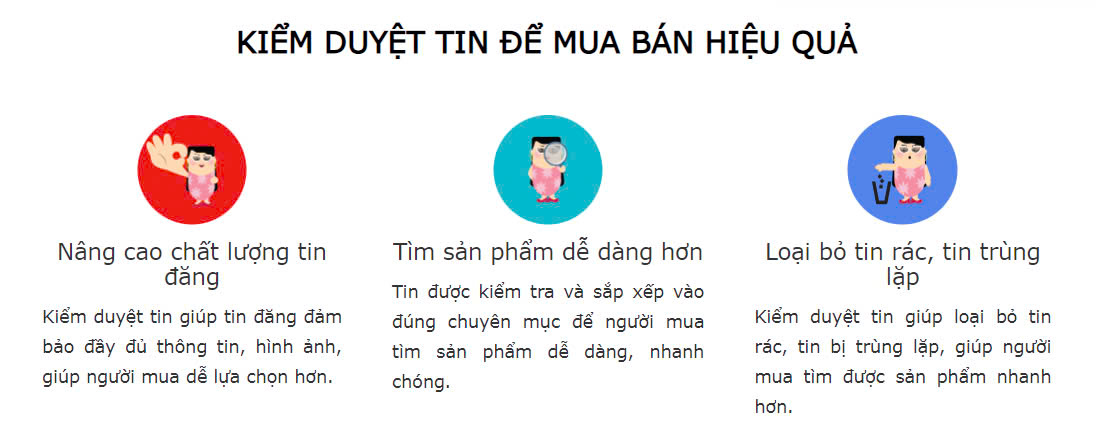 KIỂM DUYỆT TIN ĐỂ MUA BÁN HIỆU QUẢ
Nâng cao chất lượng tin
đăng
Kiểm duyệt tin giúp tin đăng đảm
bảo đầy đủ thông tin, hình ảnh,
giúp người mua dễ lựa chọn hơn.
Tìm sản phẩm dễ dàng hơn
Tin được kiểm tra và sắp xếp vào
đúng chuyên mục để người mua
tìm sản phẩm dễ dàng, nhanh
chóng.
Loại bỏ tin rác, tin trùng
lặp
Kiểm duyệt tin giúp loại bỏ tin
rác, tin bị trùng lặp, giúp người
mua tìm được sản phẩm nhanh
hơn.